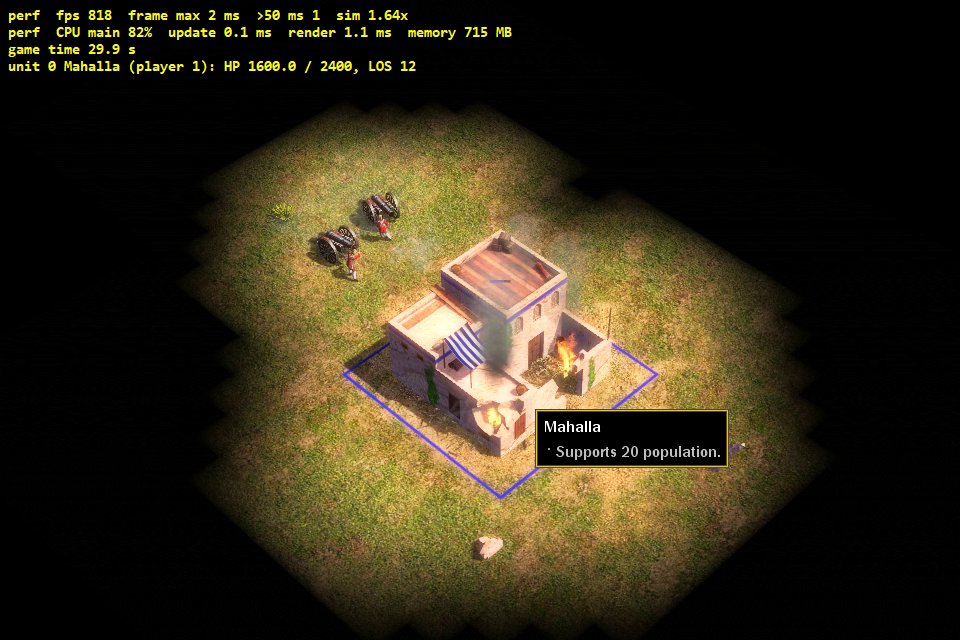 perf  fps 818  frame max 2 ms  >50 ms 1  sim 1.64x
perf  CPU main 82%  update 0.1 ms  render 1.1 ms  memory 715 MB
game time 29.9 s
unit 0 Mahalla (player 1): HP 1600.0 / 2400, LOS 12
Mahalla
· Supports 20 population.